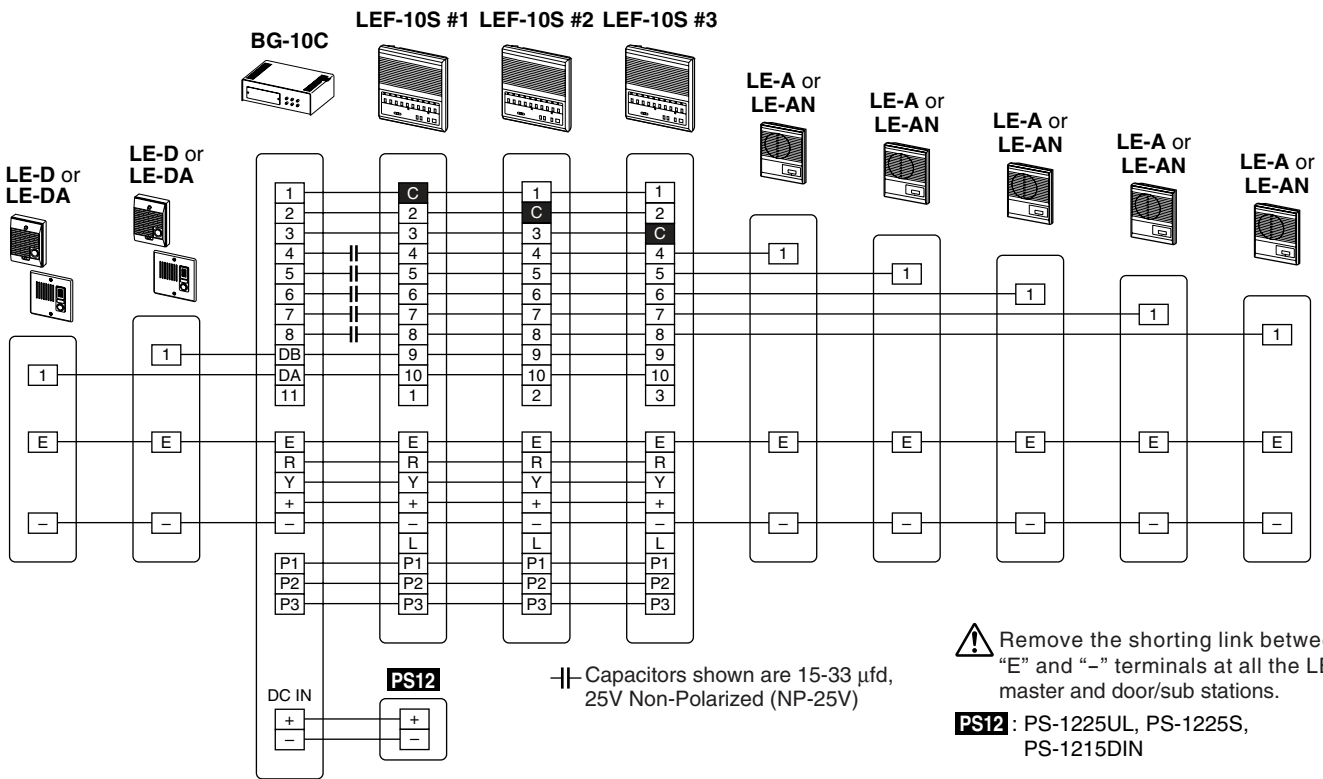 LEF-10S #1 LEF-10S #2 LEF-10S #3
BG-10C
LE-A or
LE-AN
LE-A or
LE-AN
LE-A or
LE-AN
LE-A or
LE-AN
LE-A or
LE-AN
LE-D or
LE-DA
LE-D or
LE-DA
1 C 1 1
2 2 C 2
3 3 3 C
4 4 4 4 1
5 5 5 5 1
6 6 6 6 1
7 7 7 7 1
8 8 8 8 1
1 DB 9 9 9
1 DA 10 10 10
11 1 2 3
E E E E E E E E E E E
R R R R
Y Y Y Y
+ + + +
– – – – – – – – – – –
L L L
P1 P1 P1 P1
P2 P2 P2 P2
P3 P3 P3 P3
Capacitors shown are 15-33 µfd,
25V Non-Polarized (NP-25V)
PS12
DC IN
+ +
– –
Remove the shorting link betwe
“E” and “–” terminals at all the LE
master and door/sub stations.
PS12 : PS-1225UL, PS-1225S,
PS-1215DIN